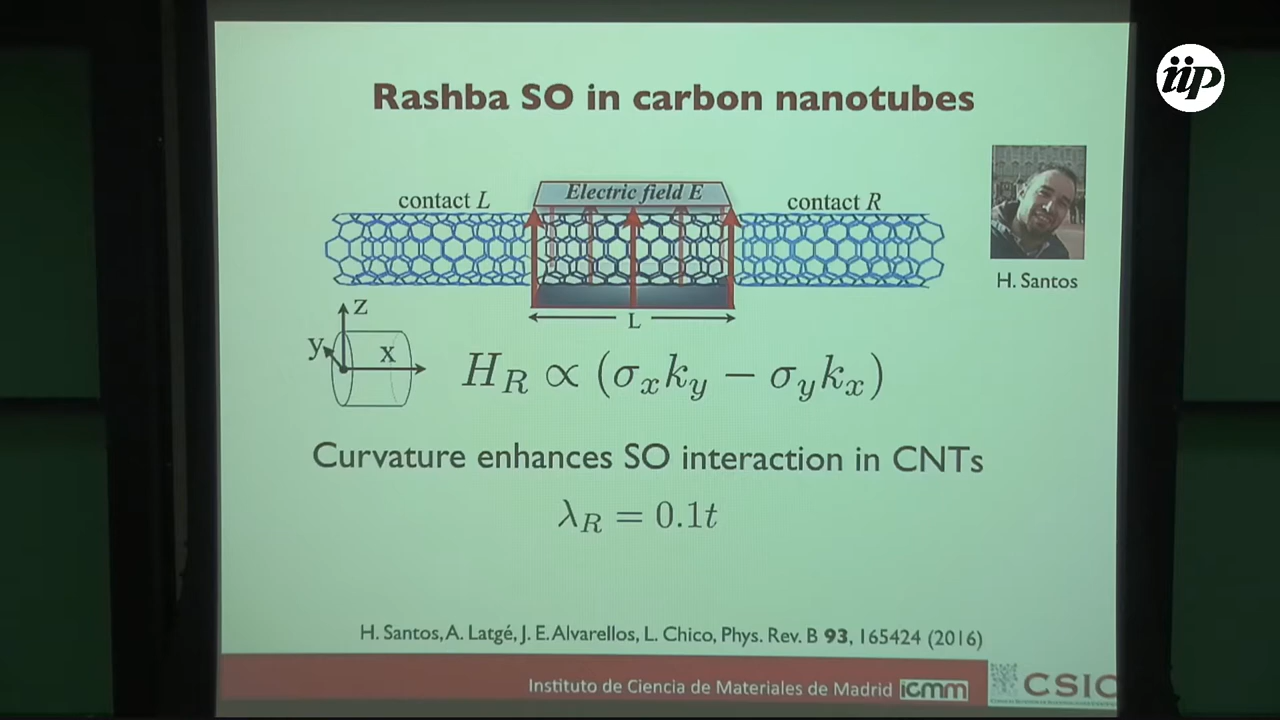 iip
Rashba SO in carbon nanotubes
contact L
Electric field E
contact R
H. Santos
L
z
y
x
H_R ∝ (σ_x k_y − σ_y k_x)
Curvature enhances SO interaction in CNTs
λ_R = 0.1t
H. Santos, A. Latgé, J. E. Alvarellos, L. Chico, Phys. Rev. B 93, 165424 (2016)
Instituto de Ciencia de Materiales de Madrid icmm
CSIC